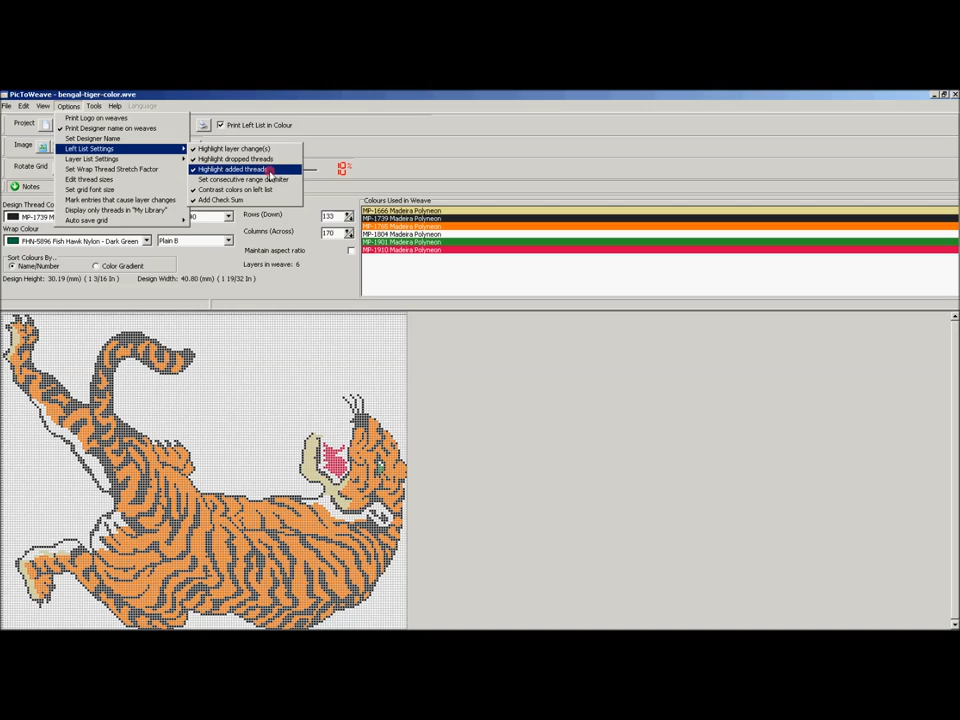 PicToWeave - bengal-tiger-color.wve
File Edit View Options Tools Help Language
Project
Print Left List in Colour
Image
Rotate Grid
Notes
Print Logo on weaves
Print Designer name on weaves
Set Designer Name
Left List Settings
Layer List Settings
Set Wrap Thread Stretch Factor
Edit thread sizes
Set grid font size
Mark entries that cause layer changes
Display only threads in "My Library"
Auto save grid
Highlight layer change(s)
Highlight dropped threads
Highlight added threads
Set consecutive range delimiter
Contrast colors on left list
Add Check Sum
Design Thread Co
MP-1739 M
Rows (Down) 133
Columns (Across) 170
Maintain aspect ratio
Layers in weave: 6
Wrap Colour
FHN-5896 Fish Hawk Nylon - Dark Green Plain B
Sort Colours By..
Name/Number Color Gradient
Design Height: 30.19 (mm) ( 1 3/16 In ) Design Width: 40.80 (mm) ( 1 19/32 In )
Colours Used in Weave
MP-1666 Madeira Polyneon
MP-1739 Madeira Polyneon
MP-1765 Madeira Polyneon
MP-1804 Madeira Polyneon
MP-1901 Madeira Polyneon
MP-1910 Madeira Polyneon